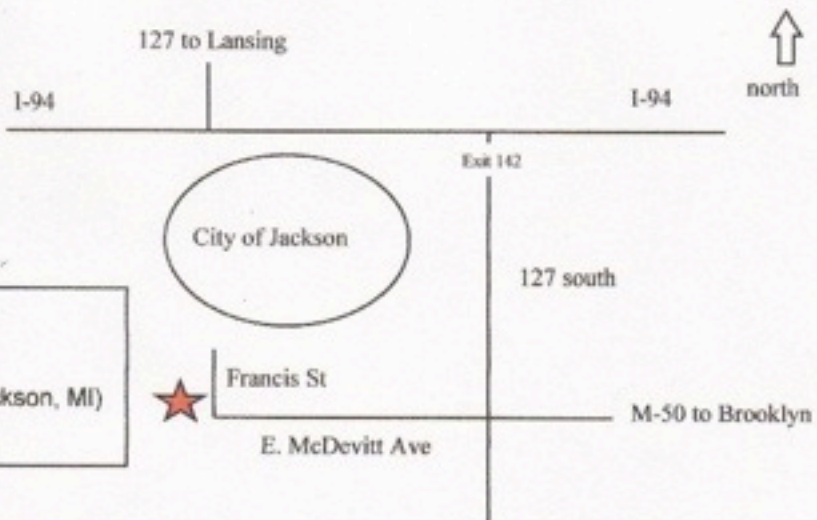 127 to Lansing
I-94
I-94
north
Exit 142
City of Jackson
127 south
Francis St
MI)
M-50 to Brooklyn
E. McDevitt Ave